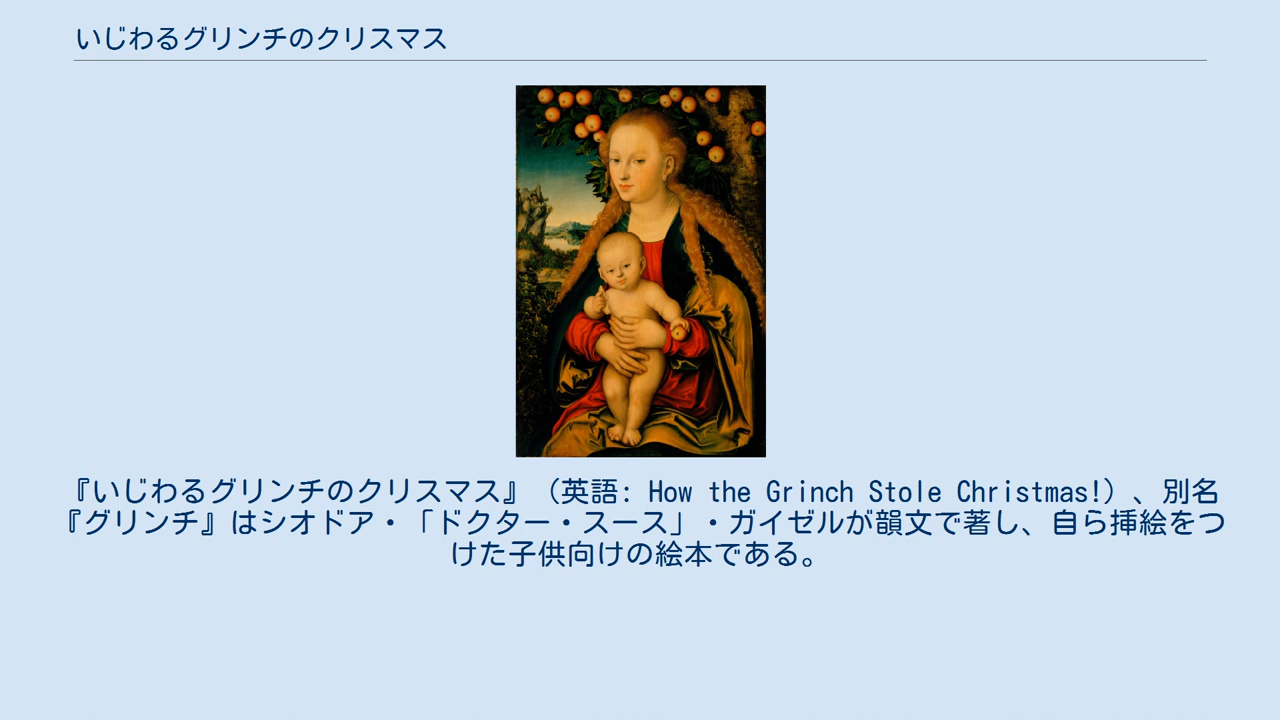 いじわるグリンチのクリスマス
『いじわるグリンチのクリスマス』（英語: How the Grinch Stole Christmas!）、別名
『グリンチ』はシオドア・「ドクター・スース」・ガイゼルが韻文で著し、自ら挿絵をつ
けた子供向けの絵本である。